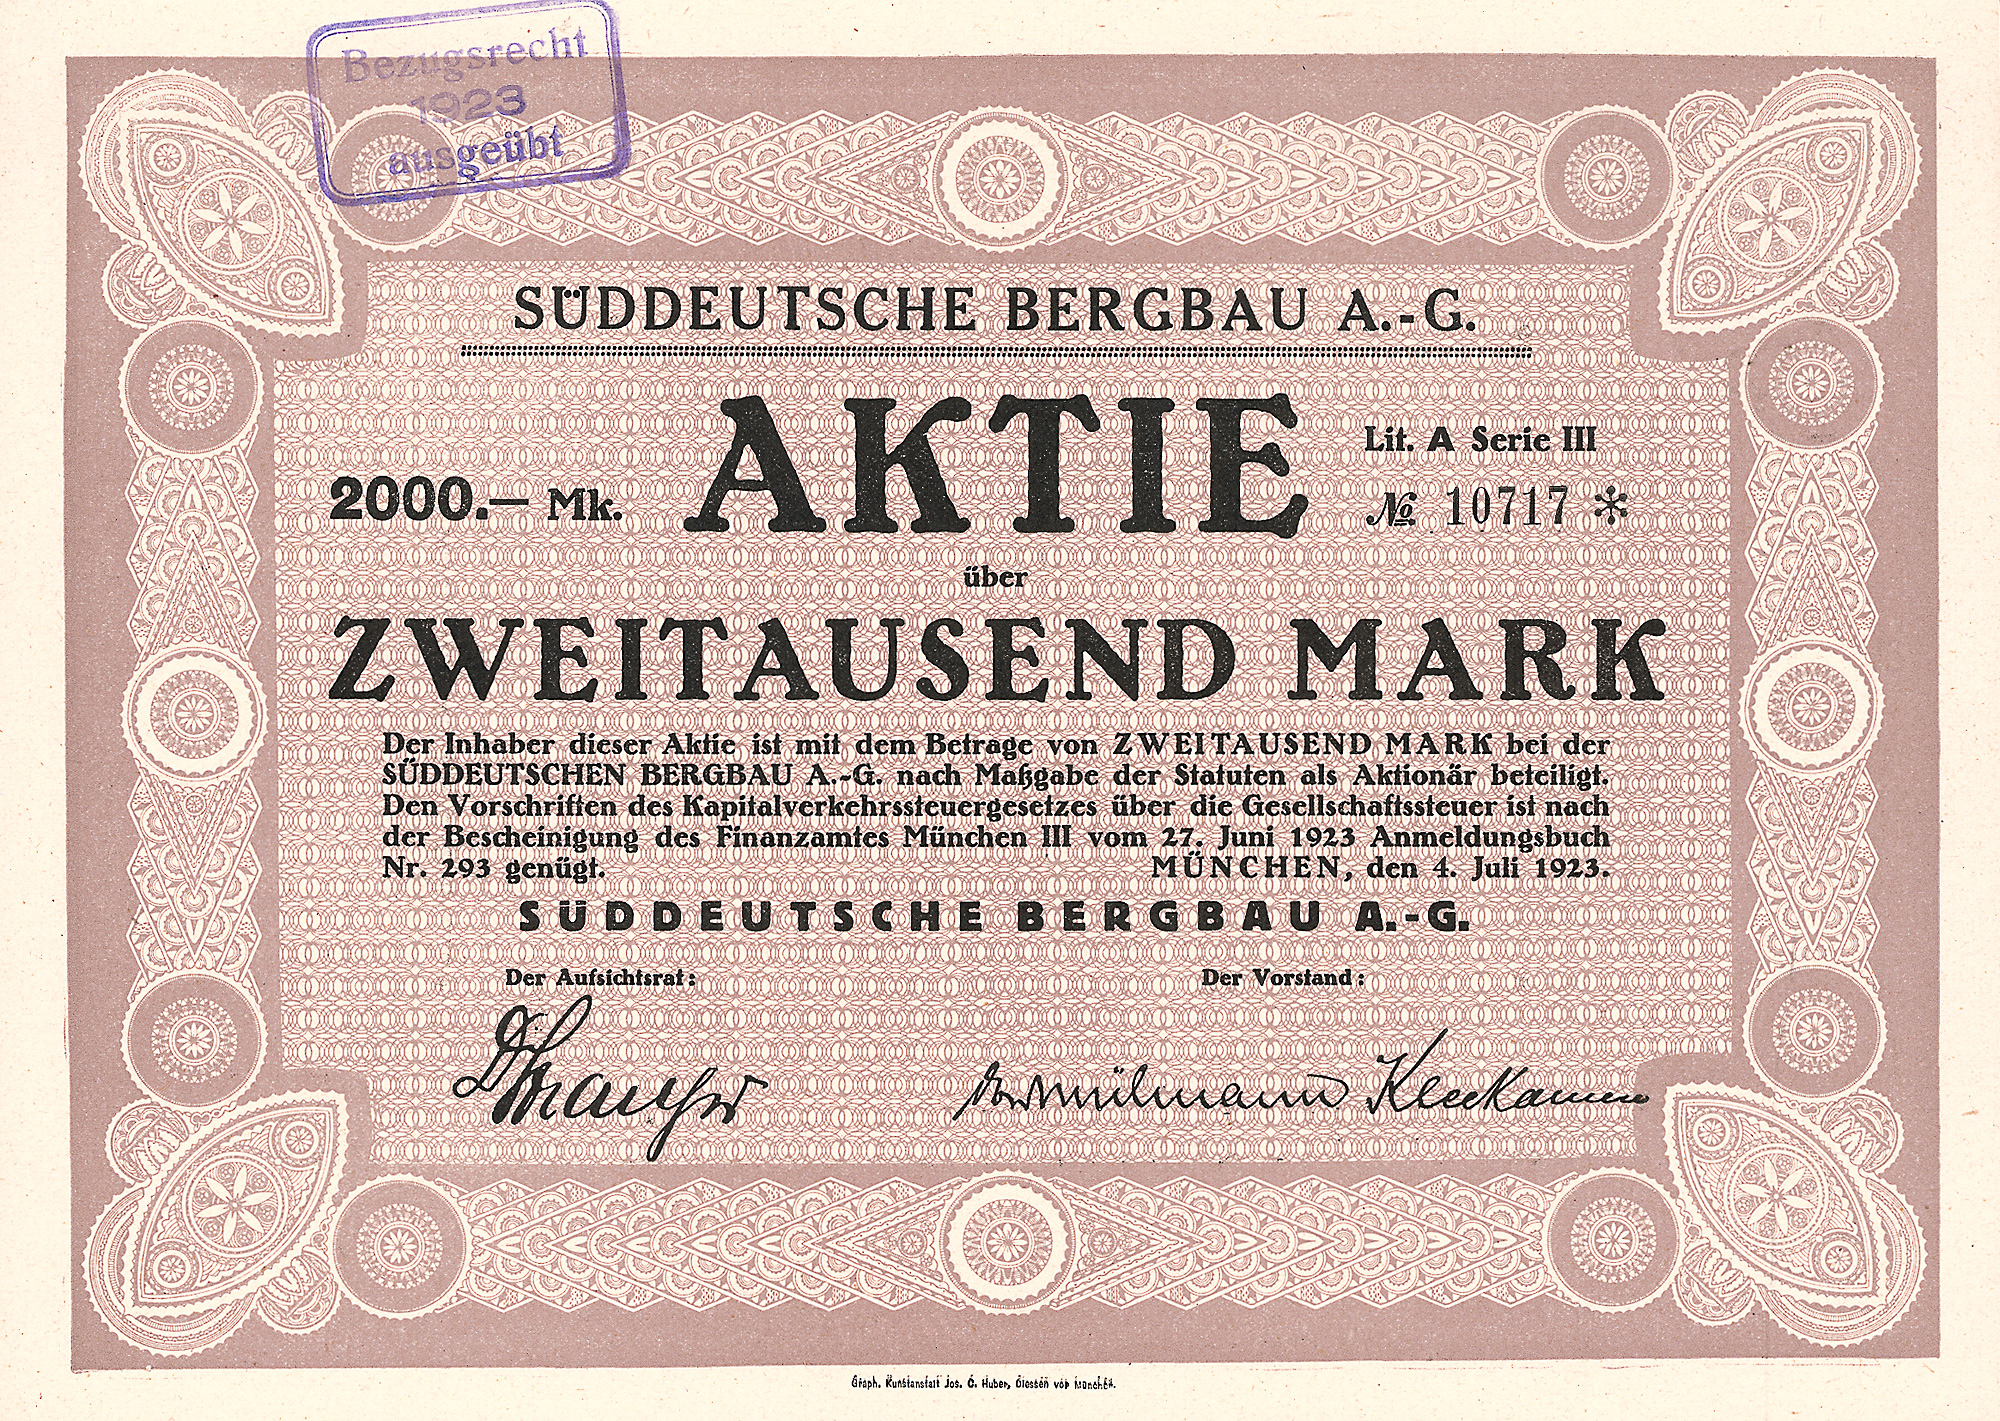 Bezugsrecht
1923
ausgeübt
SÜDDEUTSCHE BERGBAU A.-G.
AKTIE
Lit. A Serie III
2000.— Mk.
№ 10717 *
über
ZWEITAUSEND MARK
Der Inhaber dieser Aktie ist mit dem Betrage von ZWEITAUSEND MARK bei der
SÜDDEUTSCHEN BERGBAU A.-G. nach Maßgabe der Statuten als Aktionär beteiligt.
Den Vorschriften des Kapitalverkehrssteuergesetzes über die Gesellschaftssteuer ist nach
der Bescheinigung des Finanzamtes München III vom 27. Juni 1923 Anmeldungsbuch
Nr. 293 genügt. MÜNCHEN, den 4. Juli 1923.
SÜDDEUTSCHE BERGBAU A.-G.
Der Aufsichtsrat: Der Vorstand:
Graph. Kunstanstalt Jos. C. Huber, Diessen vor München.